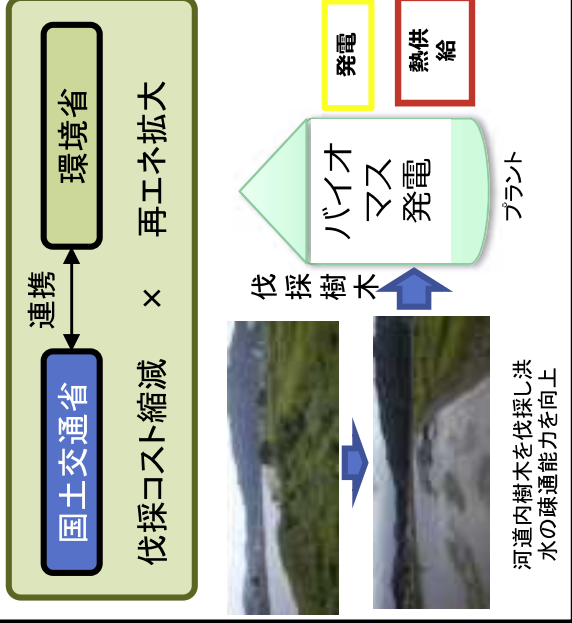 国土交通省
連携
環境省
伐採コスト縮減 × 再エネ拡大
伐採樹木
バイオ
マス
発電
発電
熱供
給
プラント
河道内樹木を伐採し洪
水の疎通能力を向上